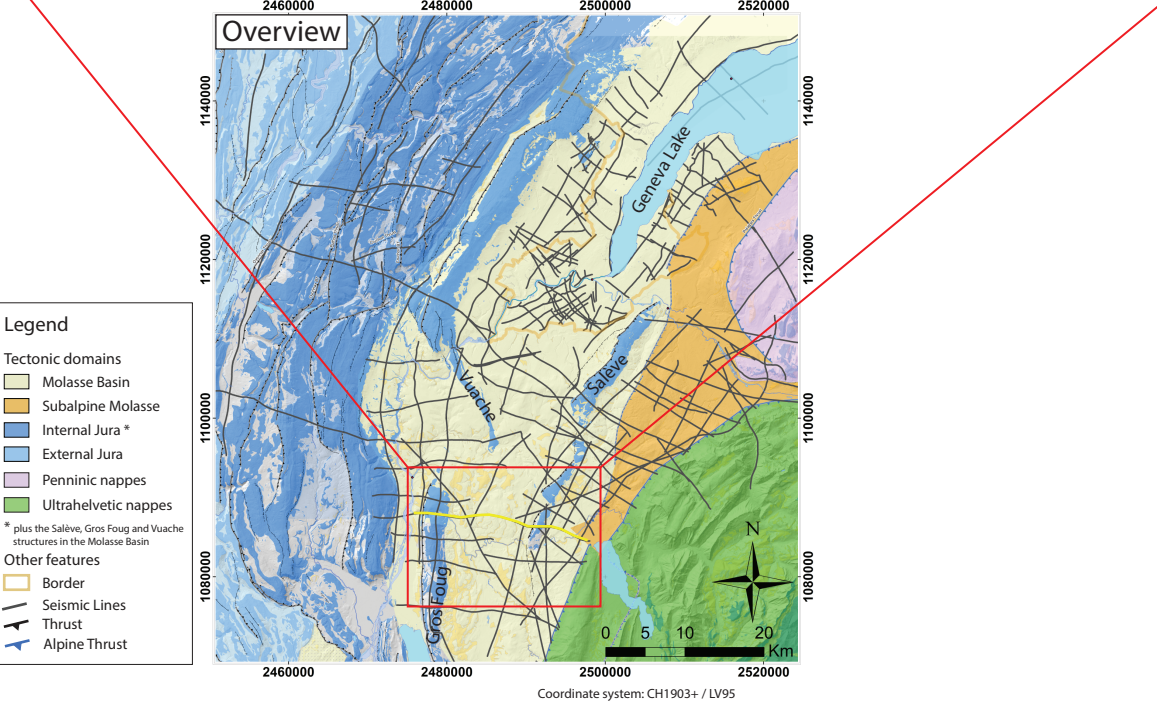 2460000 2480000 2500000 2520000
Overview
1140000
1120000
1100000
1080000
1140000
1120000
1100000
1080000
Geneva Lake
Salève
Vuache
Gros Foug
N
0 5 10 20
Km
2460000 2480000 2500000 2520000
Coordinate system: CH1903+ / LV95
Legend
Tectonic domains
Molasse Basin
Subalpine Molasse
Internal Jura *
External Jura
Penninic nappes
Ultrahelvetic nappes
* plus the Salève, Gros Foug and Vuache
structures in the Molasse Basin
Other features
Border
Seismic Lines
Thrust
Alpine Thrust